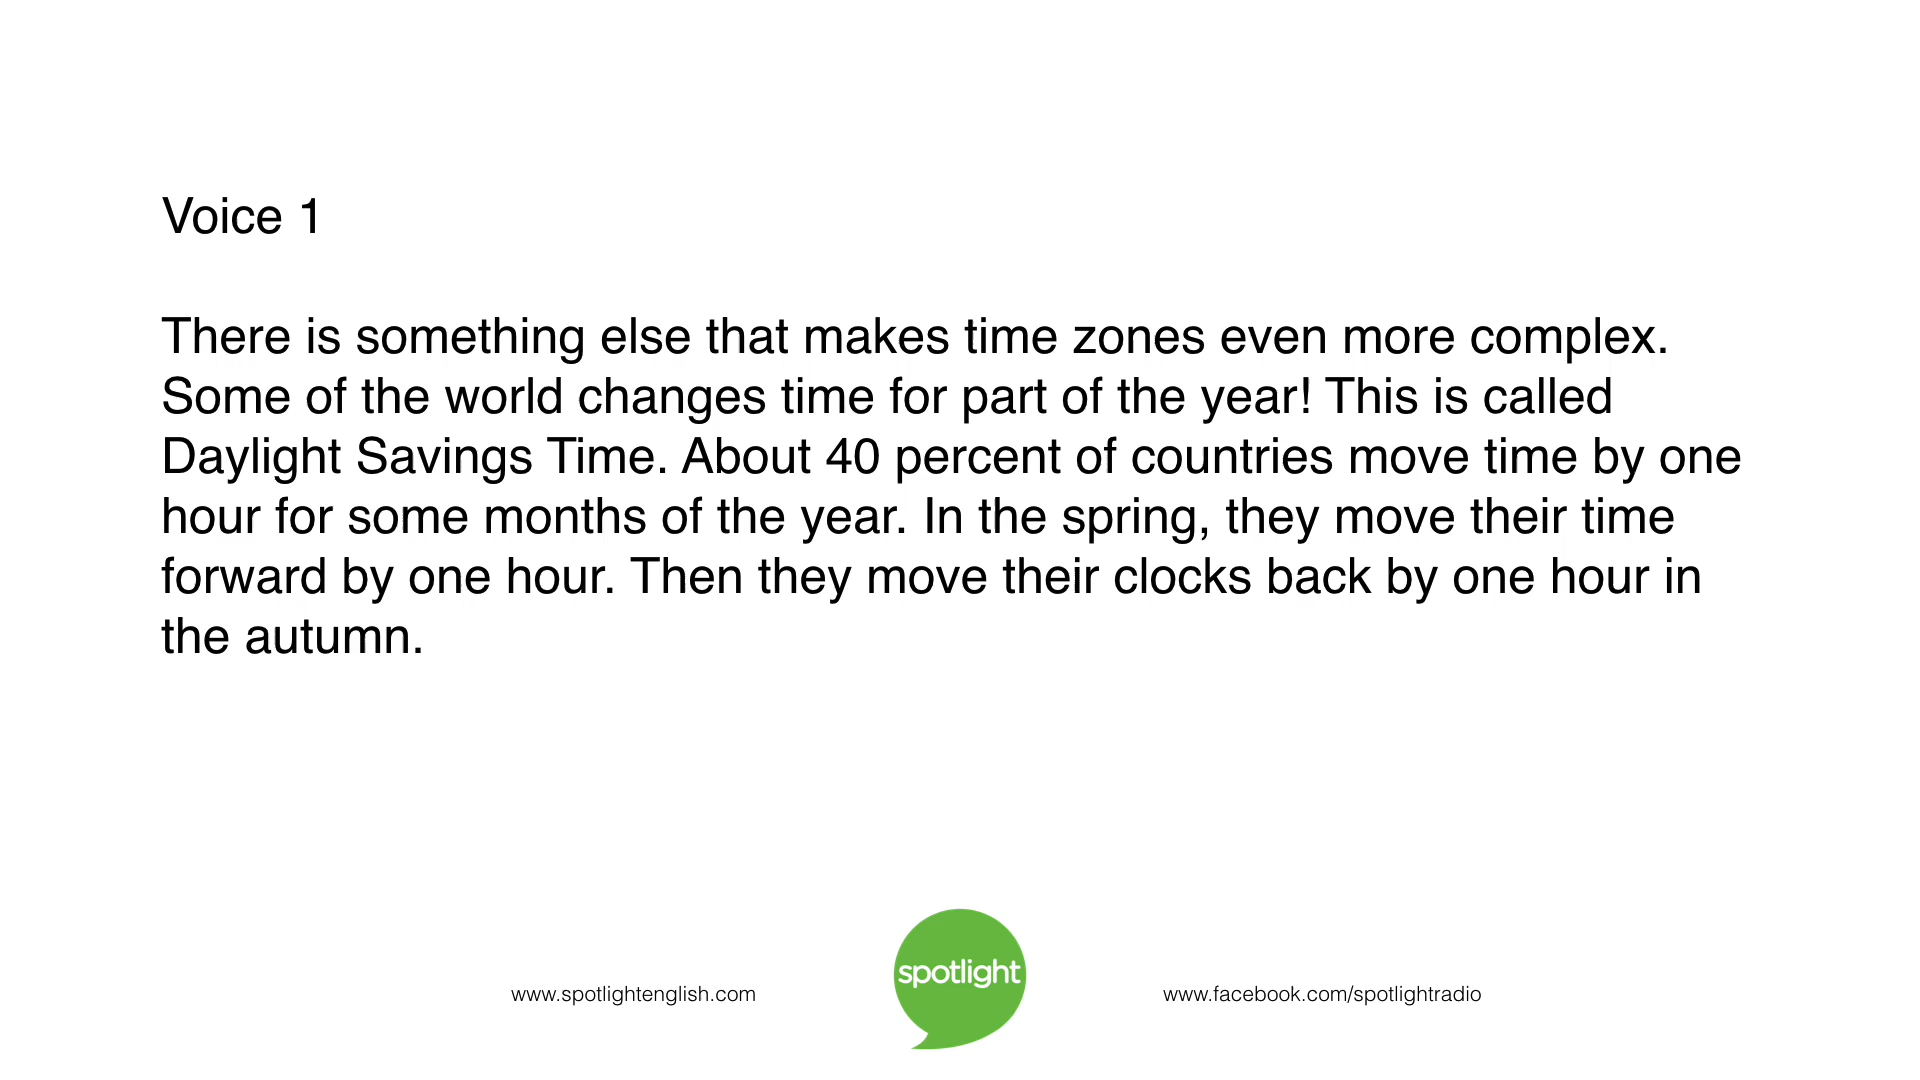 Voice 1
There is something else that makes time zones even more complex.
Some of the world changes time for part of the year! This is called
Daylight Savings Time. About 40 percent of countries move time by one
hour for some months of the year. In the spring, they move their time
forward by one hour. Then they move their clocks back by one hour in
the autumn.
spotlight
www.spotlightenglish.com
www.facebook.com/spotlightradio